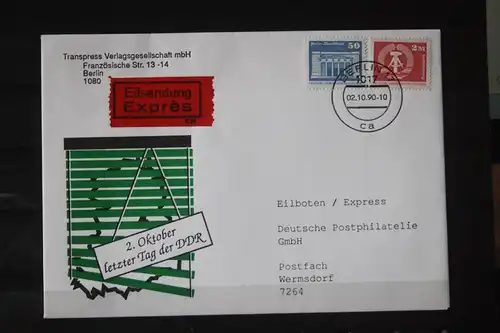 Transpress Verlagsgesellschaft mbH
Französische Str. 13 -14
Berlin
1080
Eilsendung
Exprès
50
2M
BERLIN
1017
02.10.90-10
ca
2. Oktober
letzter Tag der DDR
Eilboten / Express
Deutsche Postphilatelie
GmbH
Postfach
Wermsdorf
7264